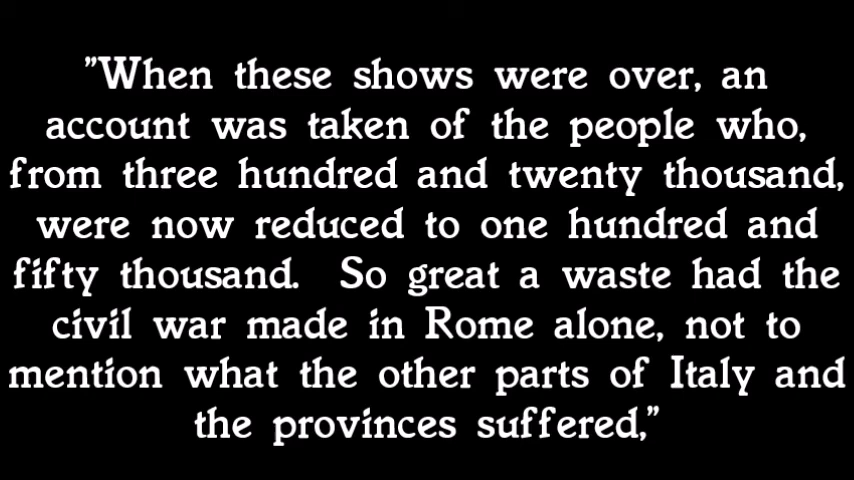 "When these shows were over, an
account was taken of the people who,
from three hundred and twenty thousand,
were now reduced to one hundred and
fifty thousand.  So great a waste had the
civil war made in Rome alone, not to
mention what the other parts of Italy and
the provinces suffered,"